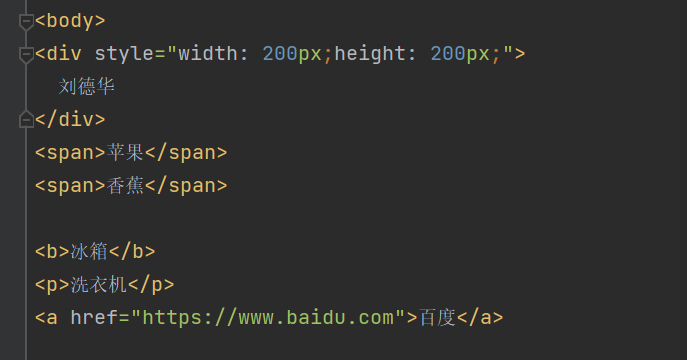 <body>
<div style="width: 200px;height: 200px;">
刘德华
</div>
<span>苹果</span>
<span>香蕉</span>
<b>冰箱</b>
<p>洗衣机</p>
<a href="https://www.baidu.com">百度</a>